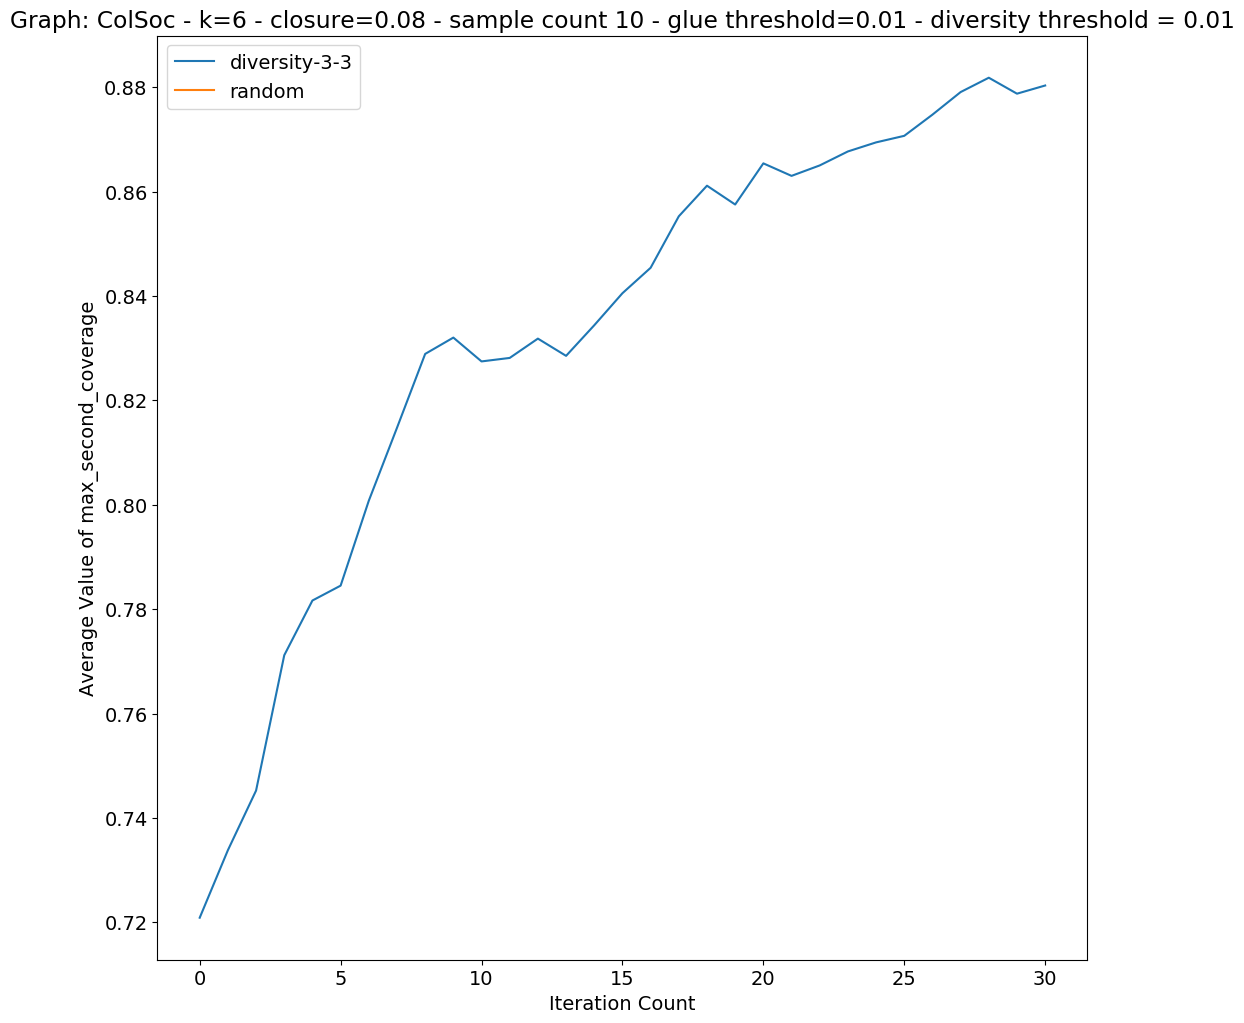 Graph: ColSoc - k=6 - closure=0.08 - sample count 10 - glue threshold=0.01 - diversity threshold = 0.01
diversity-3-3
random
0.88
0.86
0.84
0.82
0.80
0.78
0.76
0.74
0.72
Average Value of max_second_coverage
0 5 10 15 20 25 30
Iteration Count